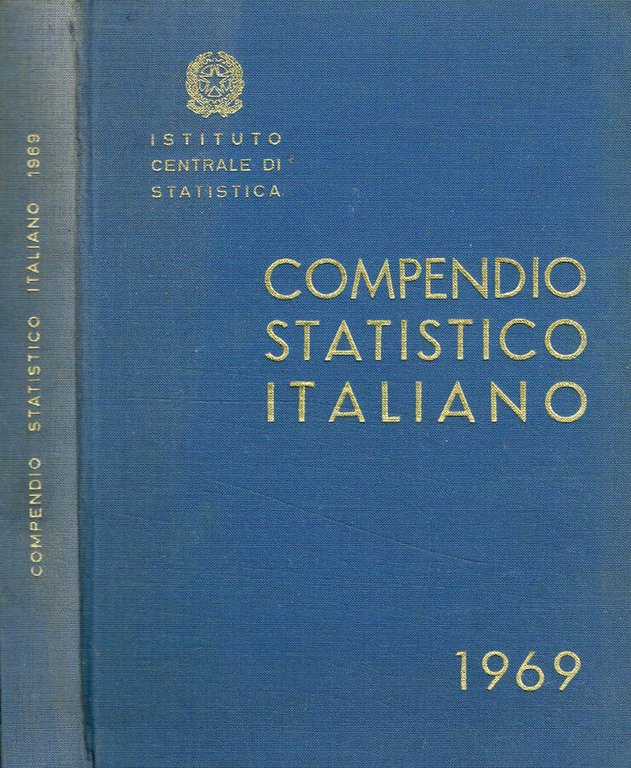 ISTITUTO
CENTRALE DI
STATISTICA
COMPENDIO
STATISTICO
ITALIANO
1969
COMPENDIO STATISTICO ITALIANO 1969